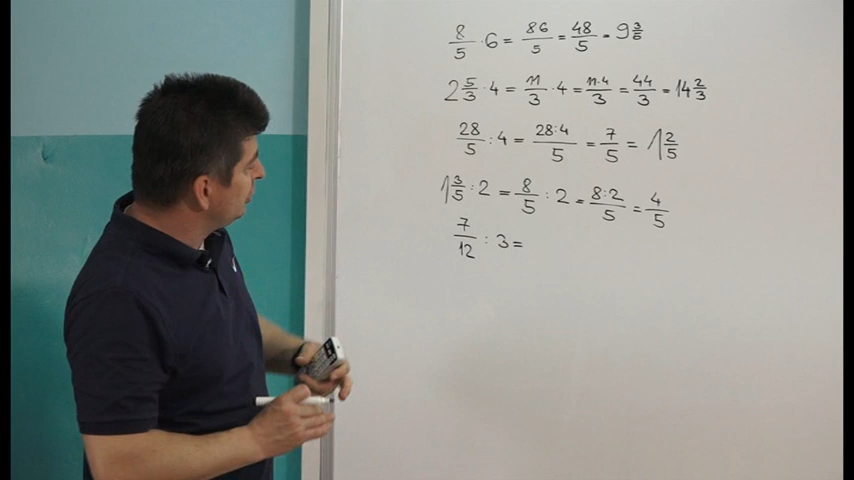 8/5 · 6 = 8·6/5 = 48/5 = 9 3/5
2 5/3 · 4 = 11/3 · 4 = 11·4/3 = 44/3 = 14 2/3
28/5 : 4 = 28:4/5 = 7/5 = 1 2/5
1 3/5 : 2 = 8/5 : 2 = 8:2/5 = 4/5
7/12 : 3 =